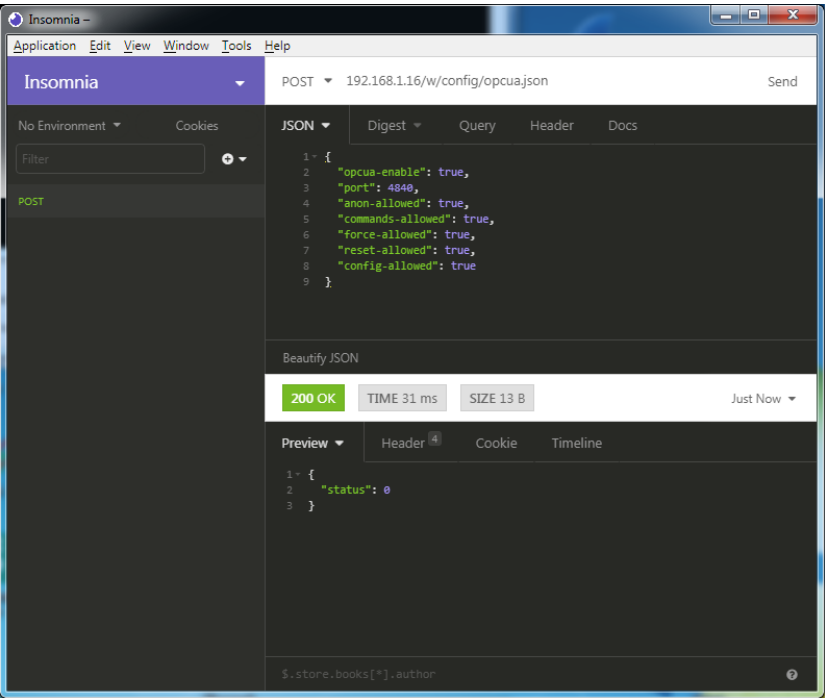 Insomnia –
Application Edit View Window Tools Help
Insomnia
POST 192.168.1.16/w/config/opcua.json Send
No Environment Cookies
JSON Digest Query Header Docs
Filter
POST
1 {
2 "opcua-enable": true,
3 "port": 4840,
4 "anon-allowed": true,
5 "commands-allowed": true,
6 "force-allowed": true,
7 "reset-allowed": true,
8 "config-allowed": true
9 }
Beautify JSON
200 OK TIME 31 ms SIZE 13 B Just Now
Preview Header 4 Cookie Timeline
1 {
2 "status": 0
3 }
$.store.books[*].author